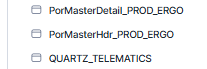 PorMasterDetail_PROD_ERGO
PorMasterHdr_PROD_ERGO
QUARTZ_TELEMATICS